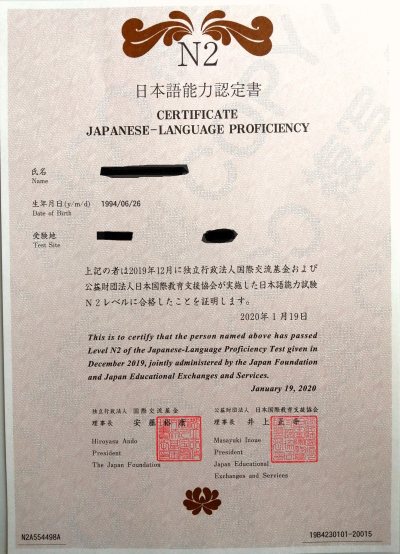 N2
日本語能力認定書
CERTIFICATE
JAPANESE-LANGUAGE PROFICIENCY
氏名
Name
生年月日(y/m/d) 1994/06/26
Date of Birth
受験地
Test Site
上記の者は2019年12月に独立行政法人国際交流基金および
公益財団法人日本国際教育支援協会が実施した日本語能力試験
N2レベルに合格したことを証明します。
2020年1月19日
This is to certify that the person named above has passed
Level N2 of the Japanese-Language Proficiency Test given in
December 2019, jointly administered by the Japan Foundation
and Japan Educational Exchanges and Services.
January 19, 2020
独立行政法人 国際交流基金
理事長 安藤裕康
Hiroyasu Ando
President
The Japan Foundation
公益財団法人 日本国際教育支援協会
理事長 井上正幸
Masayuki Inoue
President
Japan Educational
Exchanges and Services
N2A554498A
19B4230101-20015